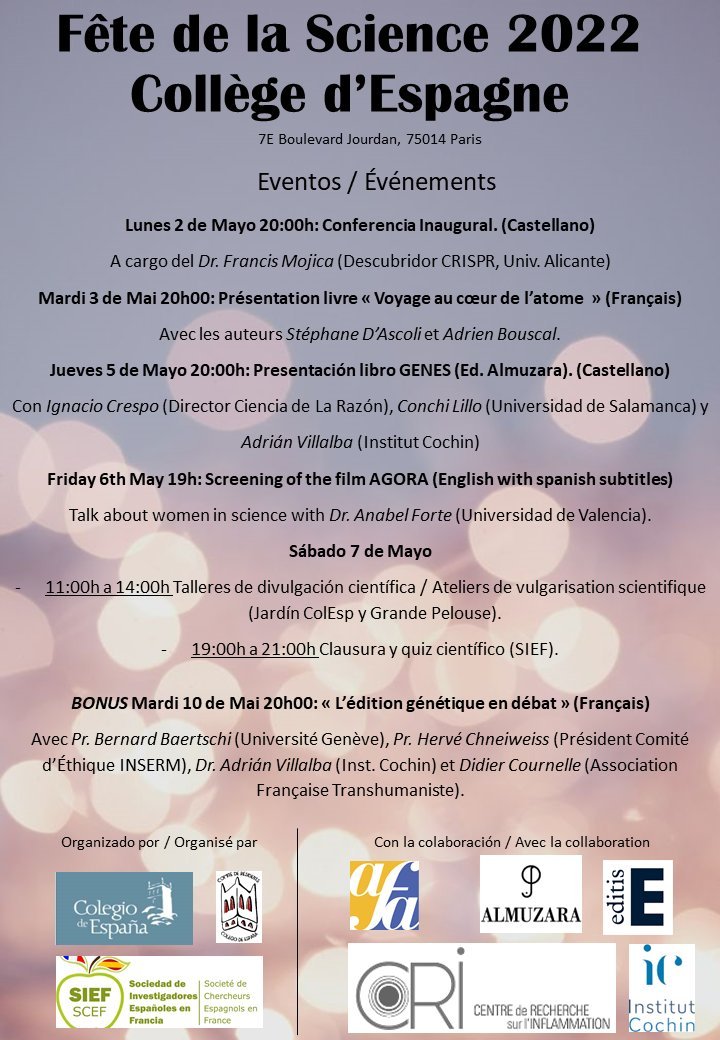 Fête de la Science 2022
Collège d'Espagne
7E Boulevard Jourdan, 75014 Paris
Eventos / Événements
Lunes 2 de Mayo 20:00h: Conferencia Inaugural. (Castellano)
A cargo del Dr. Francis Mojica (Descubridor CRISPR, Univ. Alicante)
Mardi 3 de Mai 20h00: Présentation livre « Voyage au cœur de l'atome » (Français)
Avec les auteurs Stéphane D'Ascoli et Adrien Bouscal.
Jueves 5 de Mayo 20:00h: Presentación libro GENES (Ed. Almuzara). (Castellano)
Con Ignacio Crespo (Director Ciencia de La Razón), Conchi Lillo (Universidad de Salamanca) y
Adrián Villalba (Institut Cochin)
Friday 6th May 19h: Screening of the film AGORA (English with spanish subtitles)
Talk about women in science with Dr. Anabel Forte (Universidad de Valencia).
Sábado 7 de Mayo
- 11:00h a 14:00h Talleres de divulgación científica / Ateliers de vulgarisation scientifique
(Jardín ColEsp y Grande Pelouse).
- 19:00h a 21:00h Clausura y quiz científico (SIEF).
BONUS Mardi 10 de Mai 20h00: « L'édition génétique en débat » (Français)
Avec Pr. Bernard Baertschi (Université Genève), Pr. Hervé Chneiweiss (Président Comité
d'Éthique INSERM), Dr. Adrián Villalba (Inst. Cochin) et Didier Cournelle (Association
Française Transhumaniste).
Organizado por / Organisé par
Colegio
de España
COMITÉ DE RÉSIDENTS
COLEGIO DE ESPAÑA
SIEF
SCEF
Sociedad de
Investigadores
Españoles en
Francia
Societé de
Chercheurs
Espagnols en
France
Con la colaboración / Avec la collaboration
afa
ALMUZARA
editis
E
CRI
CENTRE de RECHERCHE
sur l'INFLAMMATION
ic
Institut
Cochin